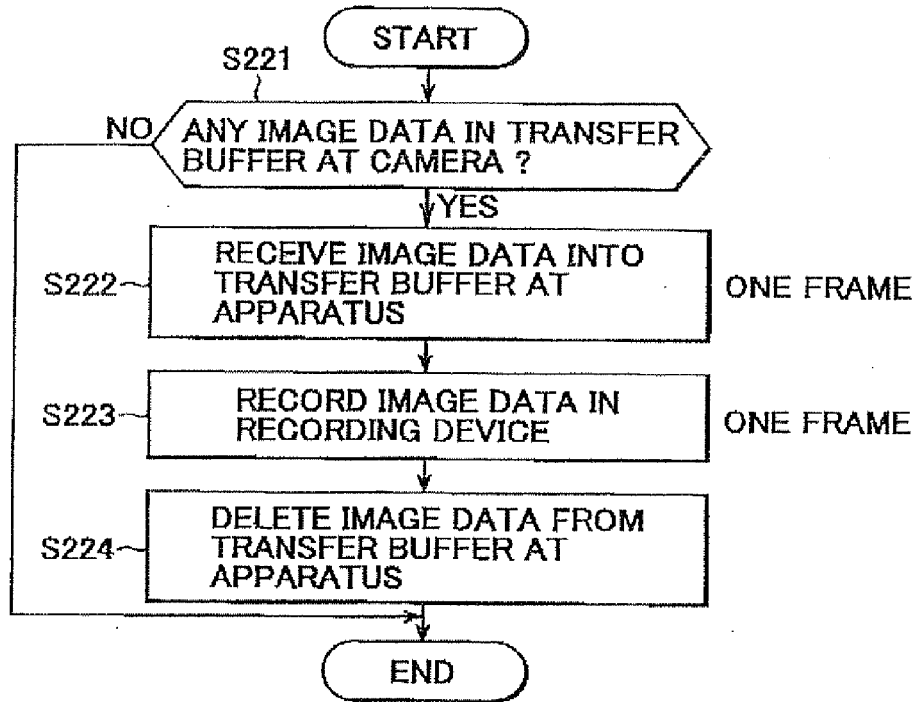 START
S221
NO
ANY IMAGE DATA IN TRANSFER
BUFFER AT CAMERA ?
YES
S222
RECEIVE IMAGE DATA INTO
TRANSFER BUFFER AT
APPARATUS
ONE FRAME
S223
RECORD IMAGE DATA IN
RECORDING DEVICE
ONE FRAME
S224
DELETE IMAGE DATA FROM
TRANSFER BUFFER AT
APPARATUS
END